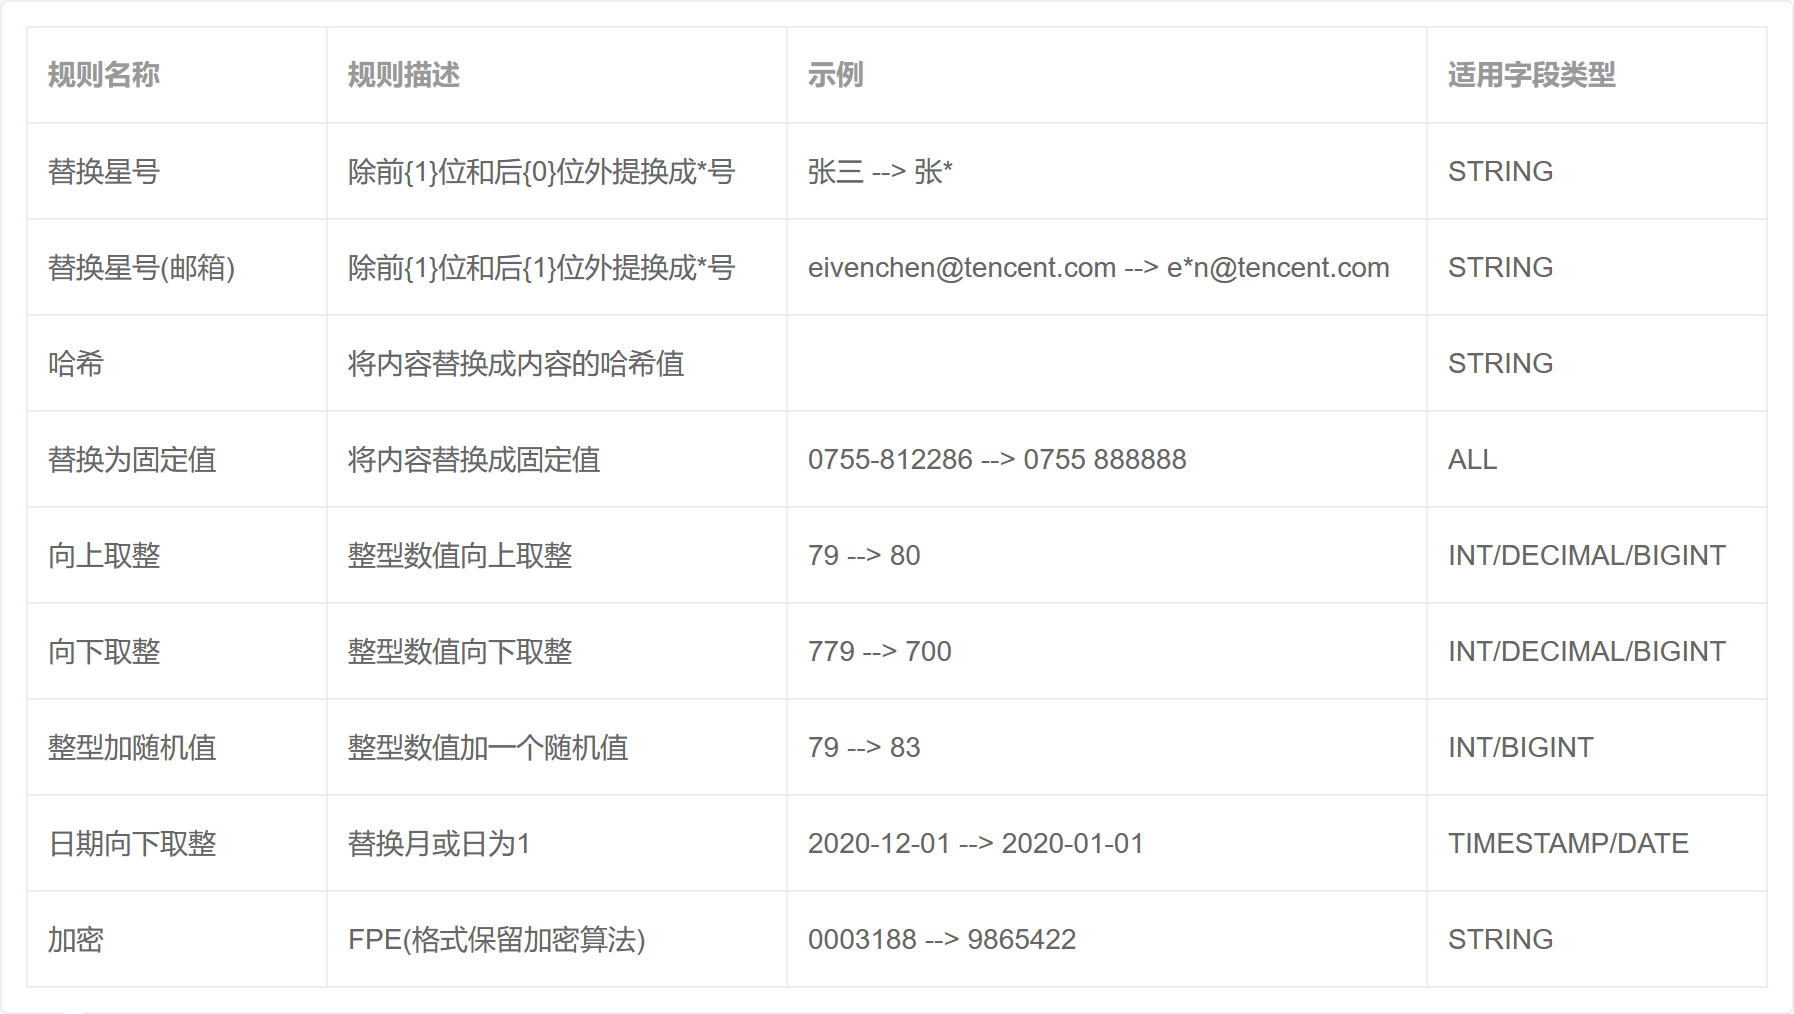 规则名称 规则描述 示例 适用字段类型
替换星号 除前{1}位和后{0}位外提换成*号 张三 --> 张* STRING
替换星号(邮箱) 除前{1}位和后{1}位外提换成*号 eivenchen@tencent.com --> e*n@tencent.com STRING
哈希 将内容替换成内容的哈希值 STRING
替换为固定值 将内容替换成固定值 0755-812286 --> 0755 888888 ALL
向上取整 整型数值向上取整 79 --> 80 INT/DECIMAL/BIGINT
向下取整 整型数值向下取整 779 --> 700 INT/DECIMAL/BIGINT
整型加随机值 整型数值加一个随机值 79 --> 83 INT/BIGINT
日期向下取整 替换月或日为1 2020-12-01 --> 2020-01-01 TIMESTAMP/DATE
加密 FPE(格式保留加密算法) 0003188 --> 9865422 STRING